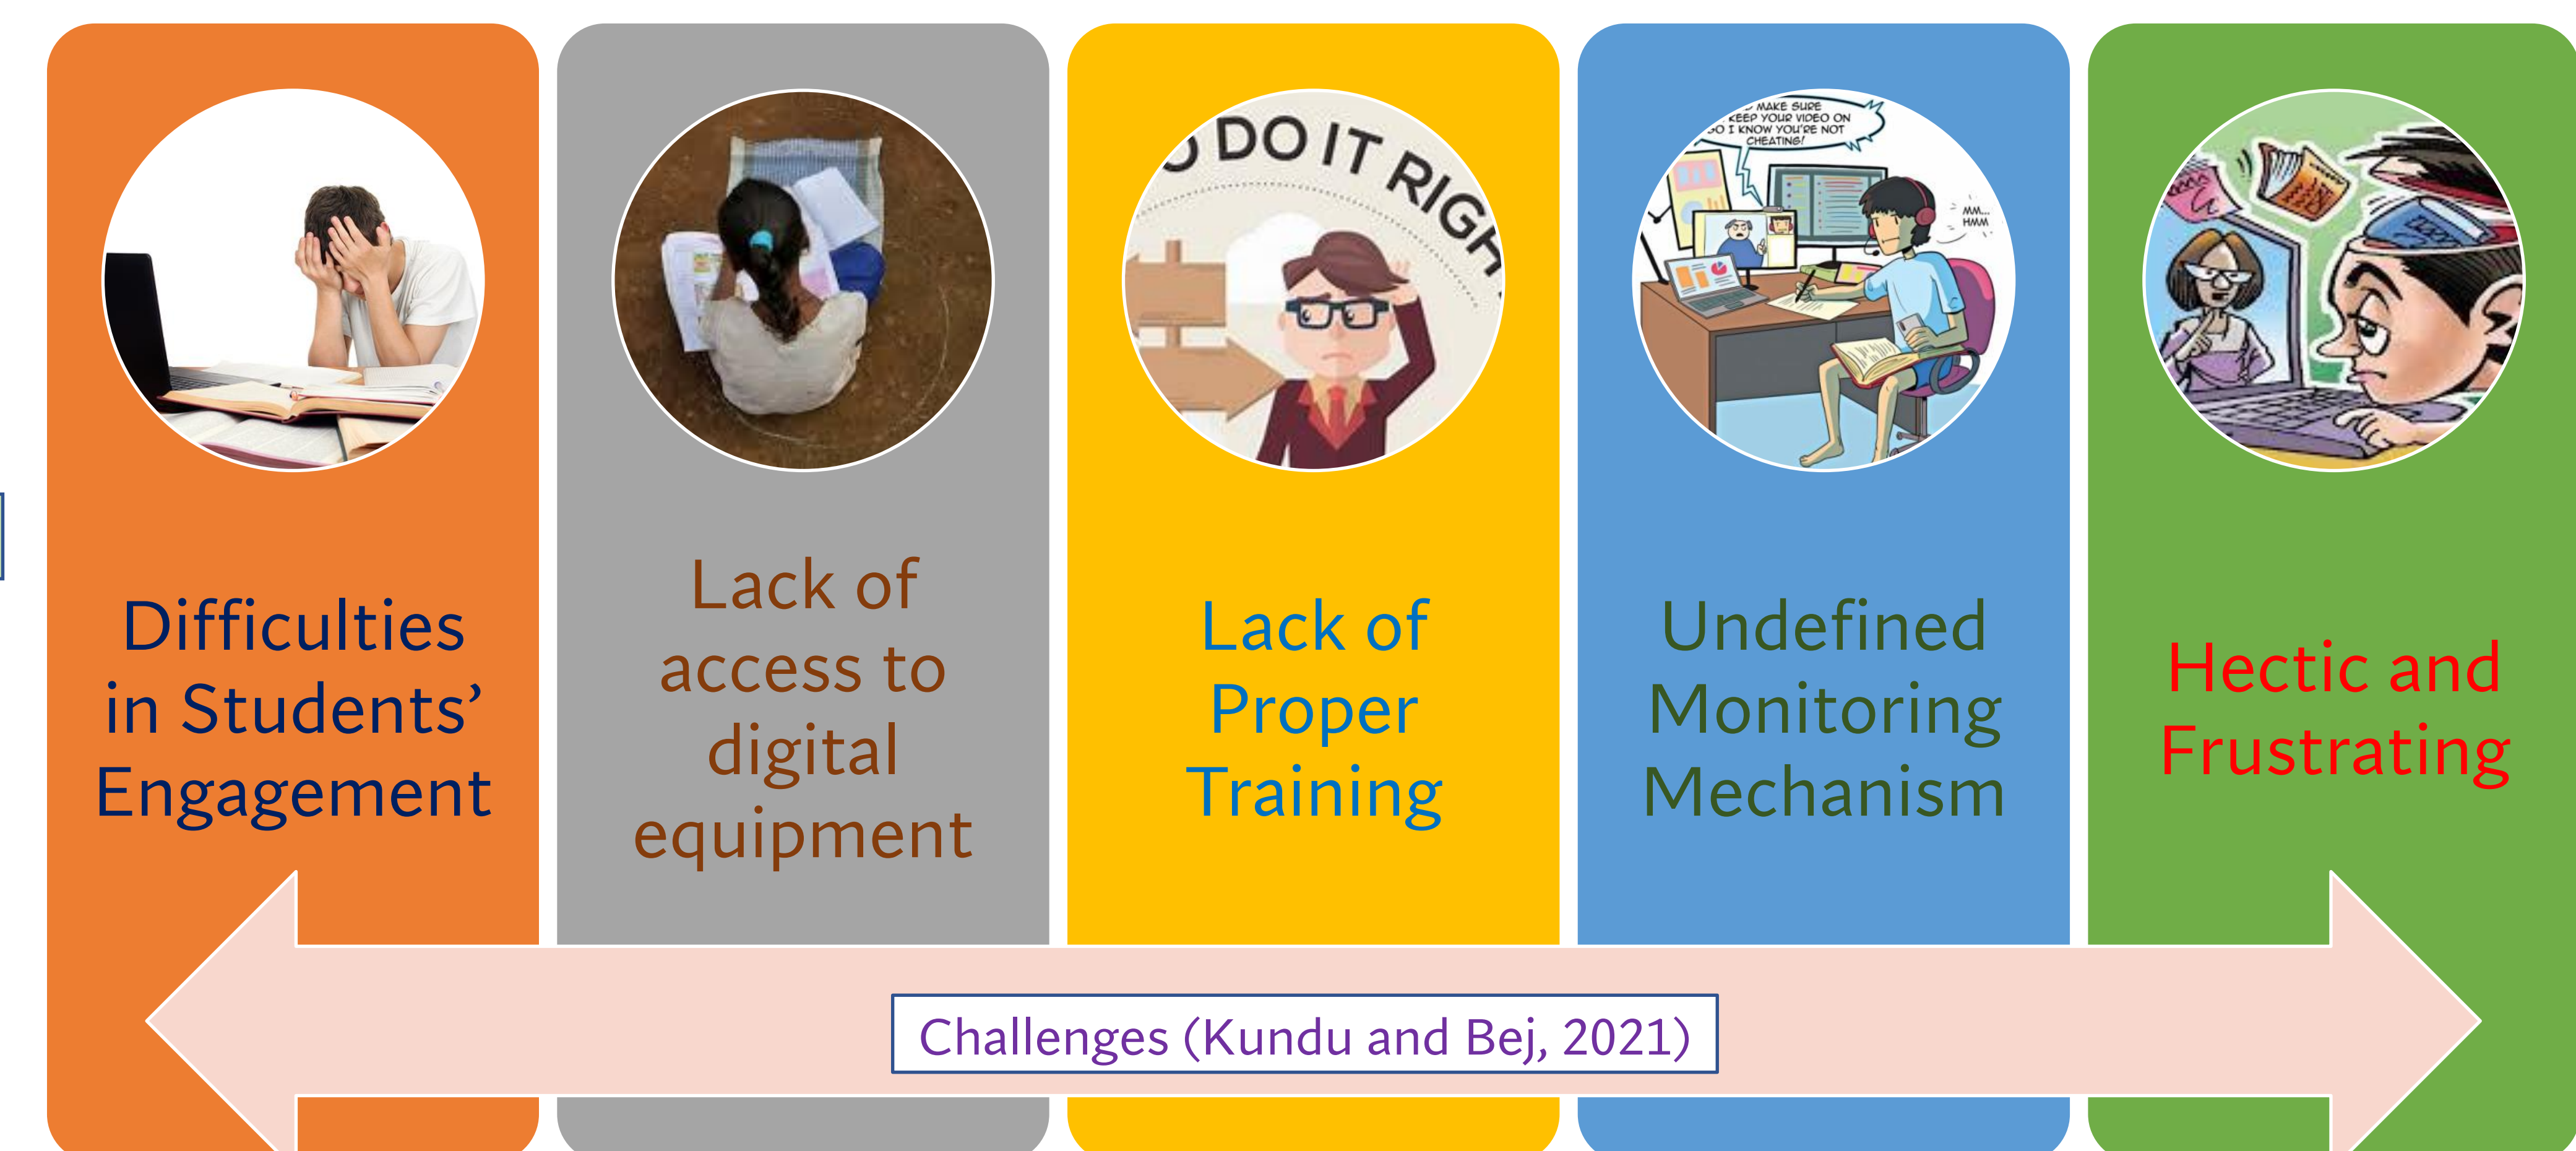 MAKE SURE
KEEP YOUR VIDEO ON
SO I KNOW YOU'RE NOT
CHEATING!
MM...
HMM
DO IT
Difficulties
in Students’
Engagement
Lack of
access to
digital
equipment
Lack of
Proper
Training
Undefined
Monitoring
Mechanism
Hectic and
Frustrating
Challenges (Kundu and Bej, 2021)